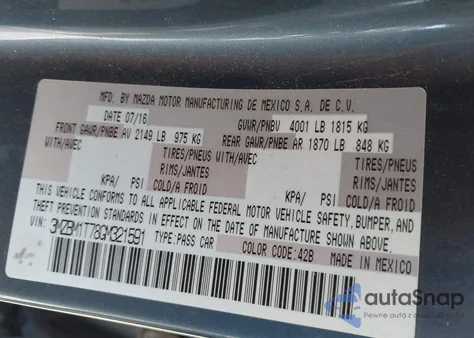 MFD. BY MAZDA MOTOR MANUFACTURING DE MEXICO S.A. DE C.V.
DATE 07/16 GVWR/PNBV 4001 LB 1815 KG
FRONT GAWR/PNBE AV 2149 LB 975 KG REAR GAWR/PNBE AR 1870 LB 848 KG
WITH/AVEC TIRES/PNEUS WITH/AVEC TIRES/PNEUS
RIMS/JANTES RIMS/JANTES
KPA/ PSI COLD/A FROID KPA/ PSI COLD/A FROID
THIS VEHICLE CONFORMS TO ALL APPLICABLE FEDERAL MOTOR VEHICLE SAFETY, BUMPER, AND
THEFT PREVENTION STANDARDS IN EFFECT ON THE DATE OF MANUFACTURE SHOWN ABOVE.
VIN: 3MZBM1T78GM321591 TYPE:PASS CAR COLOR CODE:42B MADE IN MEXICO
autoSnap
Pewne auta z